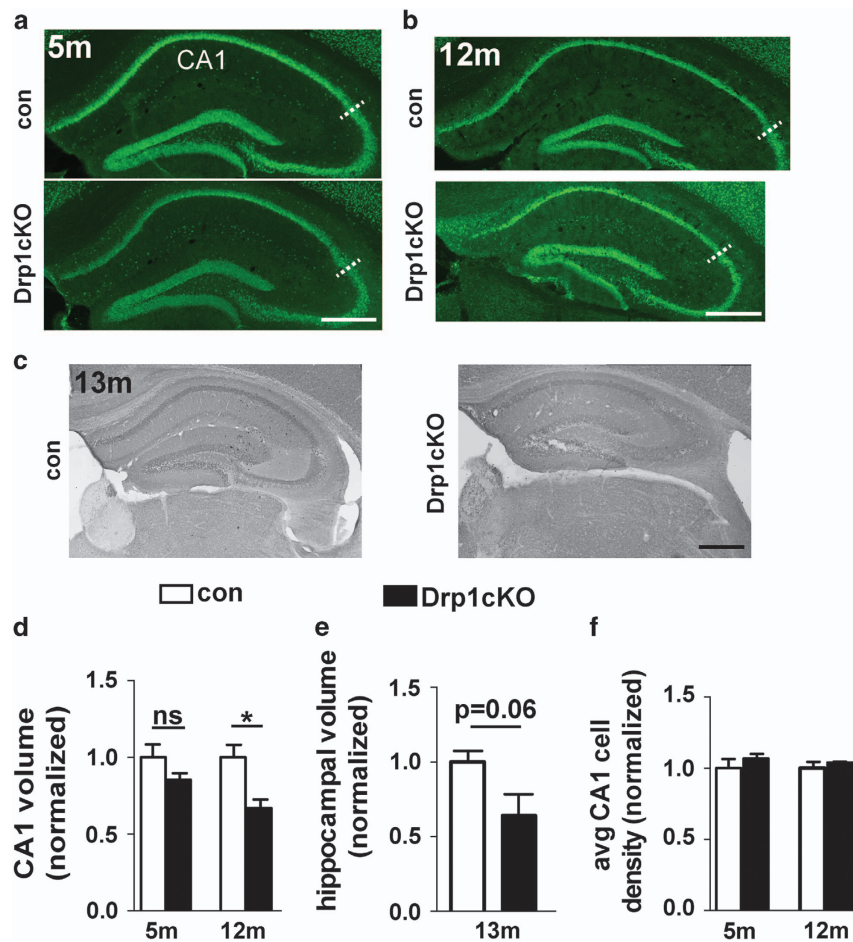 a
5m
CA1
con
Drp1cKO
b
12m
con
Drp1cKO
c
13m
con
Drp1cKO
con
Drp1cKO
d
CA1 volume
(normalized)
1.5
1.0
0.5
0.0
ns
*
5m
12m
e
hippocampal volume
(normalized)
1.5
1.0
0.5
0.0
p=0.06
13m
f
avg CA1 cell
density (normalized)
1.5
1.0
0.5
0.0
5m
12m